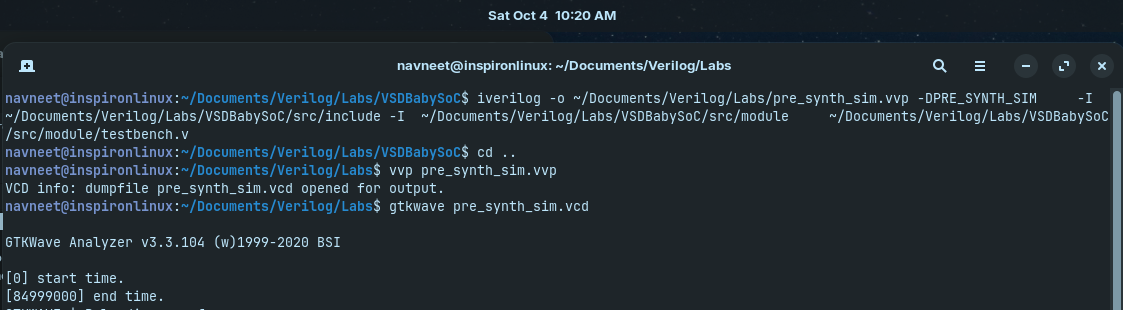 Sat Oct 4 10:20 AM
navneet@inspironlinux: ~/Documents/Verilog/Labs
navneet@inspironlinux:~/Documents/Verilog/Labs/VSDBabySoC$ iverilog -o ~/Documents/Verilog/Labs/pre_synth_sim.vvp -DPRE_SYNTH_SIM     -I
~/Documents/Verilog/Labs/VSDBabySoC/src/include -I  ~/Documents/Verilog/Labs/VSDBabySoC/src/module     ~/Documents/Verilog/Labs/VSDBabySoC
/src/module/testbench.v
navneet@inspironlinux:~/Documents/Verilog/Labs/VSDBabySoC$ cd ..
navneet@inspironlinux:~/Documents/Verilog/Labs$ vvp pre_synth_sim.vvp
VCD info: dumpfile pre_synth_sim.vcd opened for output.
navneet@inspironlinux:~/Documents/Verilog/Labs$ gtkwave pre_synth_sim.vcd
GTKWave Analyzer v3.3.104 (w)1999-2020 BSI
[0] start time.
[84999000] end time.